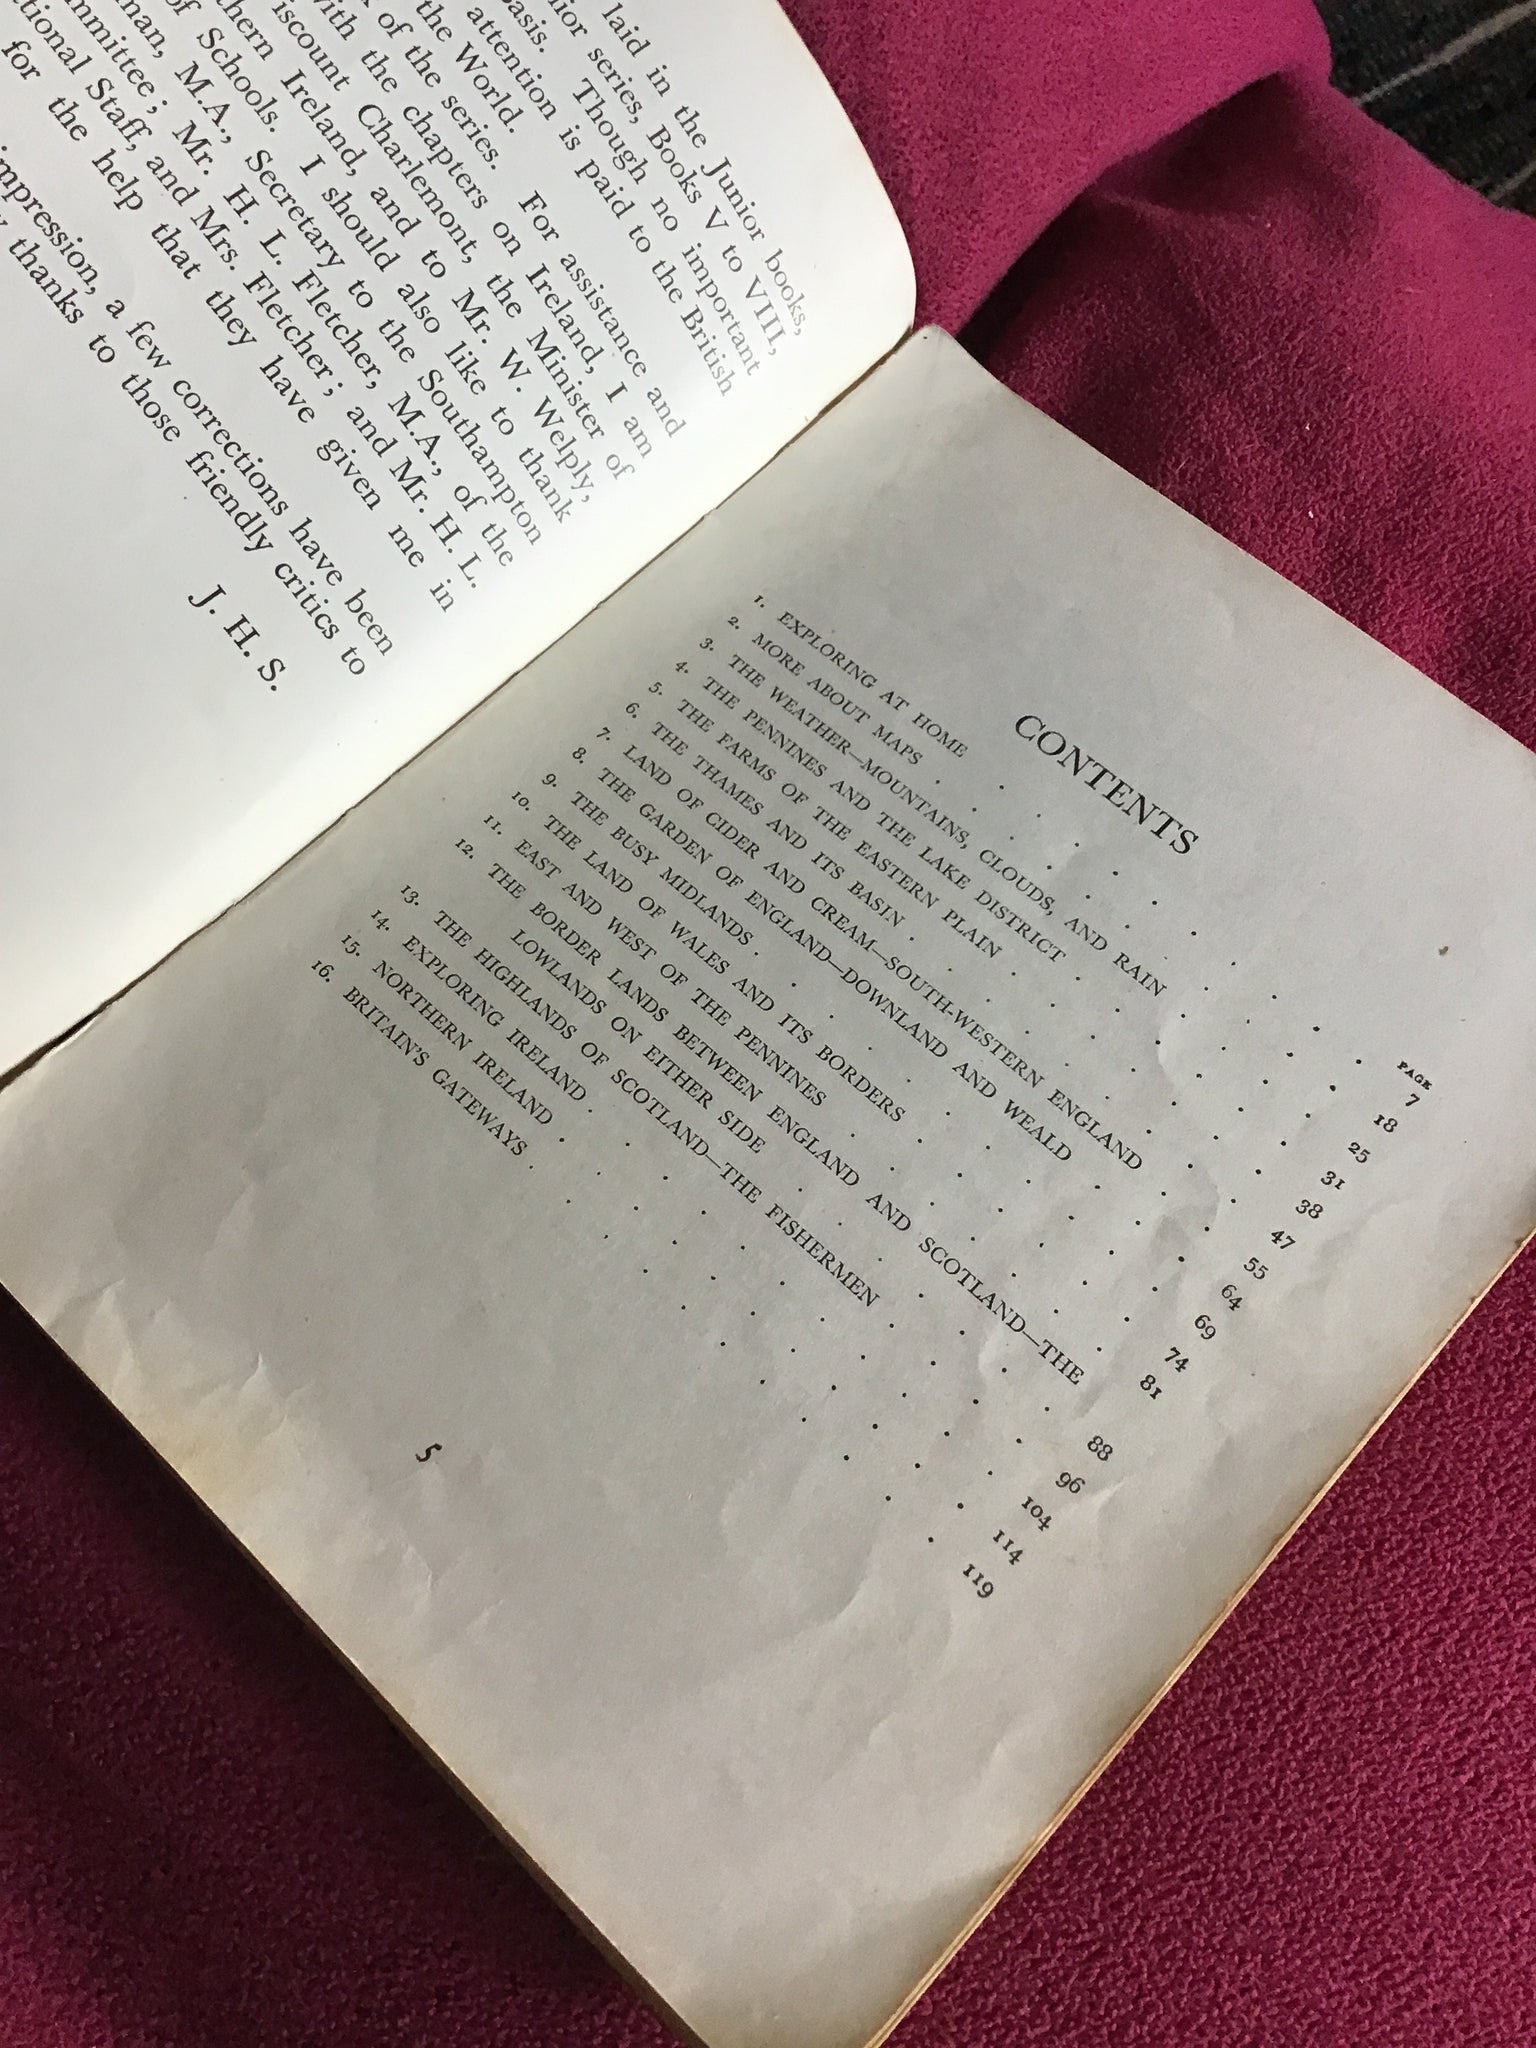 laid in the Junior books,
series, Books V to VIII,
Though no important
attention is paid to the British
the World.
of the series. For assistance and
with the chapters on Ireland, I am
Charlemont, the Minister of
Ireland, and to Mr. W. Welply,
of Schools. I should also like to thank
M.A., Secretary to the Southampton
Mr. H. L. Fletcher, M.A., of the
Staff, and Mrs. Fletcher; and Mr. H. L.
for the help that they have given me in
a few corrections have been
thanks to those friendly critics to
J. H. S.
CONTENTS
PAGE
1. EXPLORING AT HOME . . . . . . . 7
2. MORE ABOUT MAPS . . . . . . . 18
3. THE WEATHER—MOUNTAINS, CLOUDS, AND RAIN . . . 25
4. THE PENNINES AND THE LAKE DISTRICT . . . . 31
5. THE FARMS OF THE EASTERN PLAIN . . . . . 38
6. THE THAMES AND ITS BASIN . . . . . . 47
7. LAND OF CIDER AND CREAM—SOUTH-WESTERN ENGLAND . . 55
8. THE GARDEN OF ENGLAND—DOWNLAND AND WEALD . . . 64
9. THE BUSY MIDLANDS . . . . . . . 69
10. THE LAND OF WALES AND ITS BORDERS . . . . . 74
11. EAST AND WEST OF THE PENNINES . . . . . 81
12. THE BORDER LANDS BETWEEN ENGLAND AND SCOTLAND—THE
LOWLANDS ON EITHER SIDE . . . . . . 88
13. THE HIGHLANDS OF SCOTLAND—THE FISHERMEN . . . 96
14. EXPLORING IRELAND . . . . . . . 104
15. NORTHERN IRELAND . . . . . . . 114
16. BRITAIN'S GATEWAYS . . . . . . . 119
5